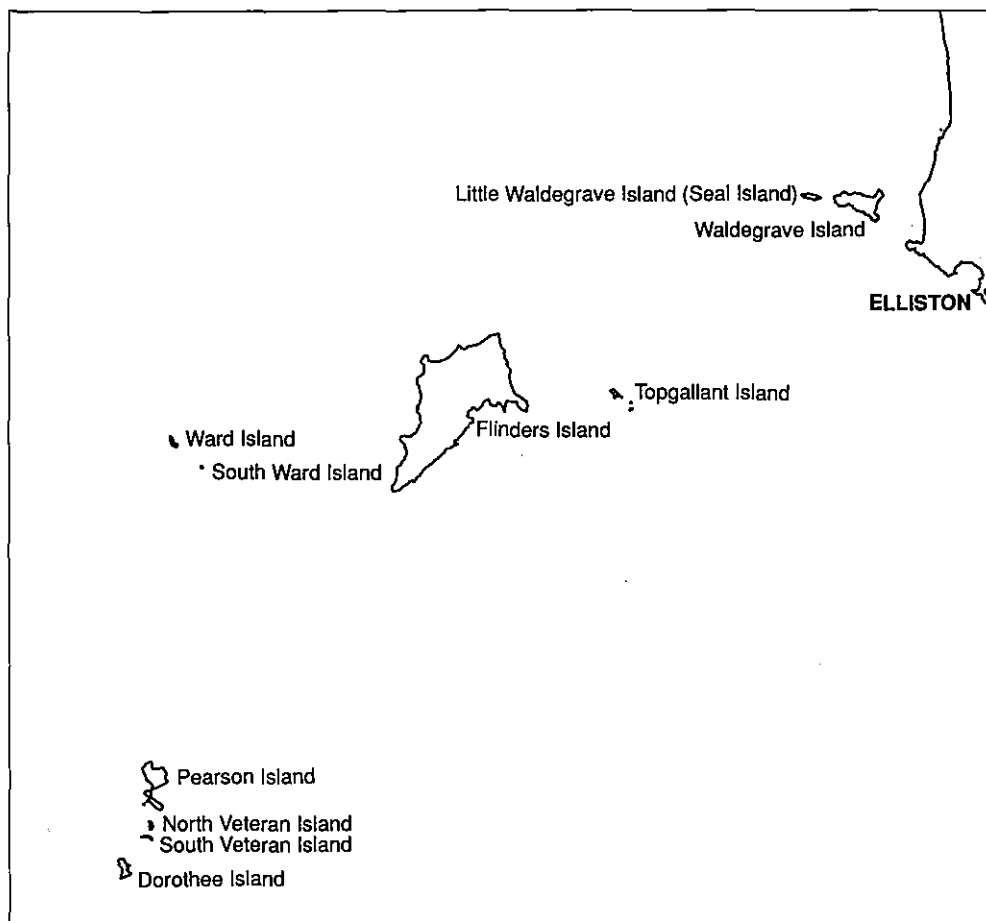 Little Waldegrave Island (Seal Island)
Waldegrave Island
ELLISTON
Topgallant Island
Flinders Island
Ward Island
South Ward Island
Pearson Island
North Veteran Island
South Veteran Island
Dorothee Island